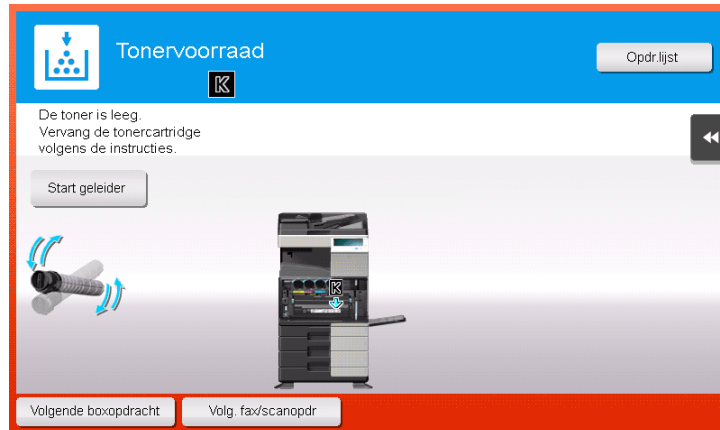 Tonervoorraad
K
Opdr.lijst
De toner is leeg.
Vervang de tonercartridge
volgens de instructies.
Start geleider
K
Volgende boxopdracht
Volg. fax/scanopdr